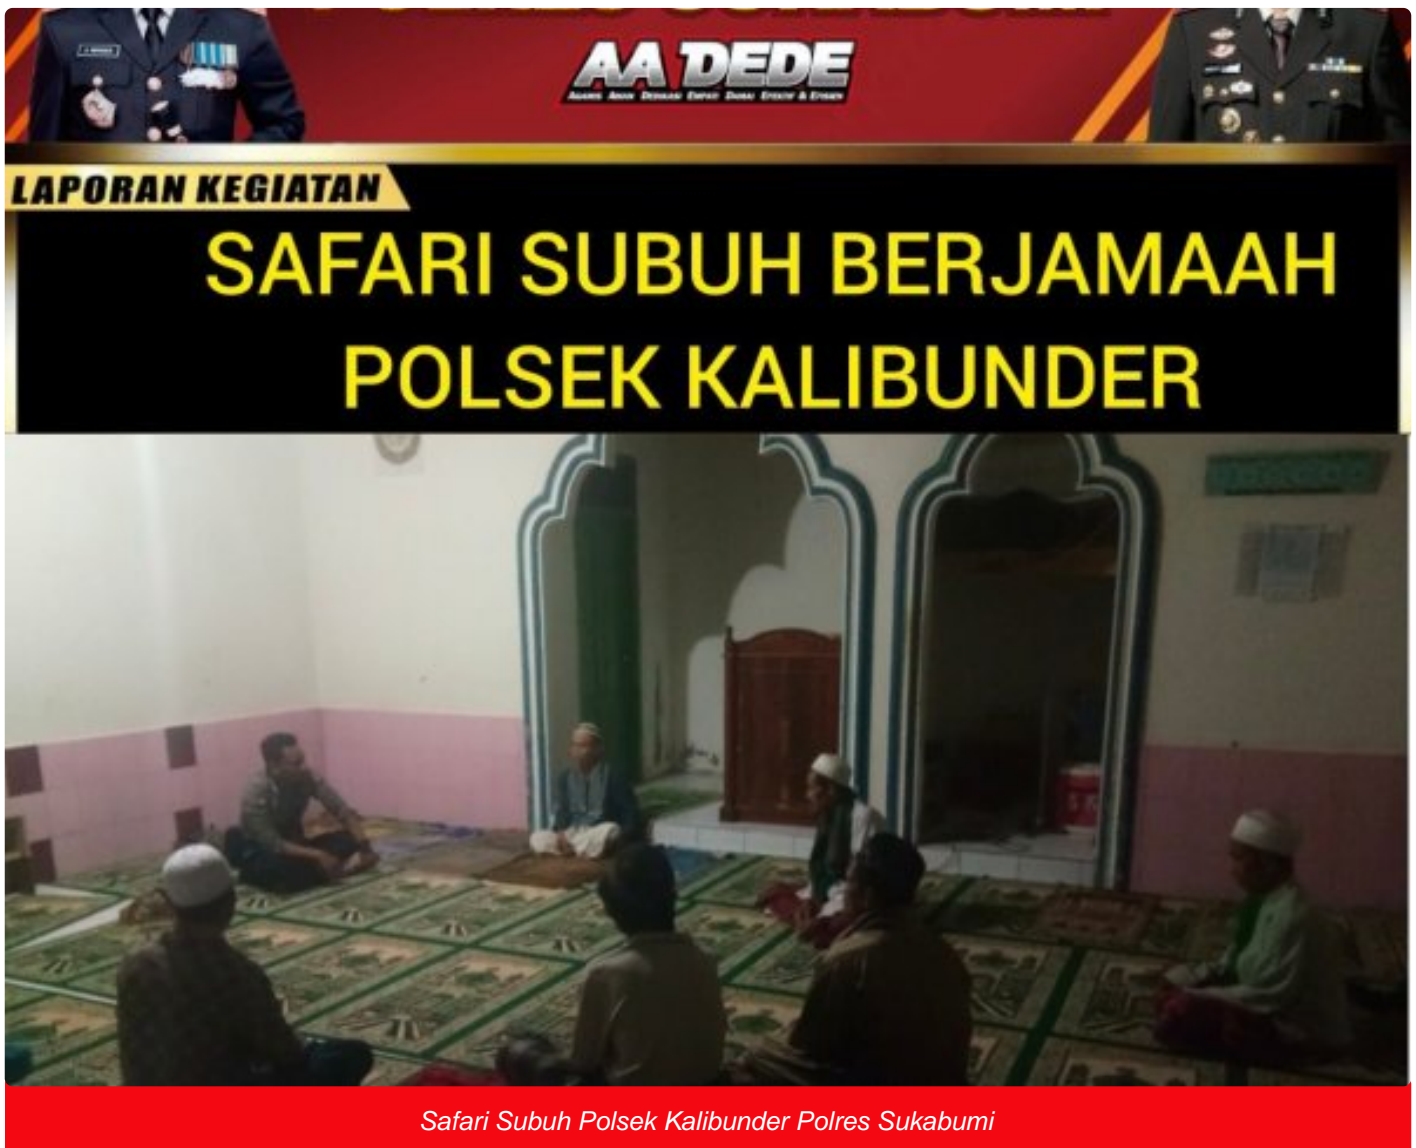 AA DEDE
LAPORAN KEGIATAN
SAFARI SUBUH BERJAMAAH
POLSEK KALIBUNDER
Safari Subuh Polsek Kalibunder Polres Sukabumi